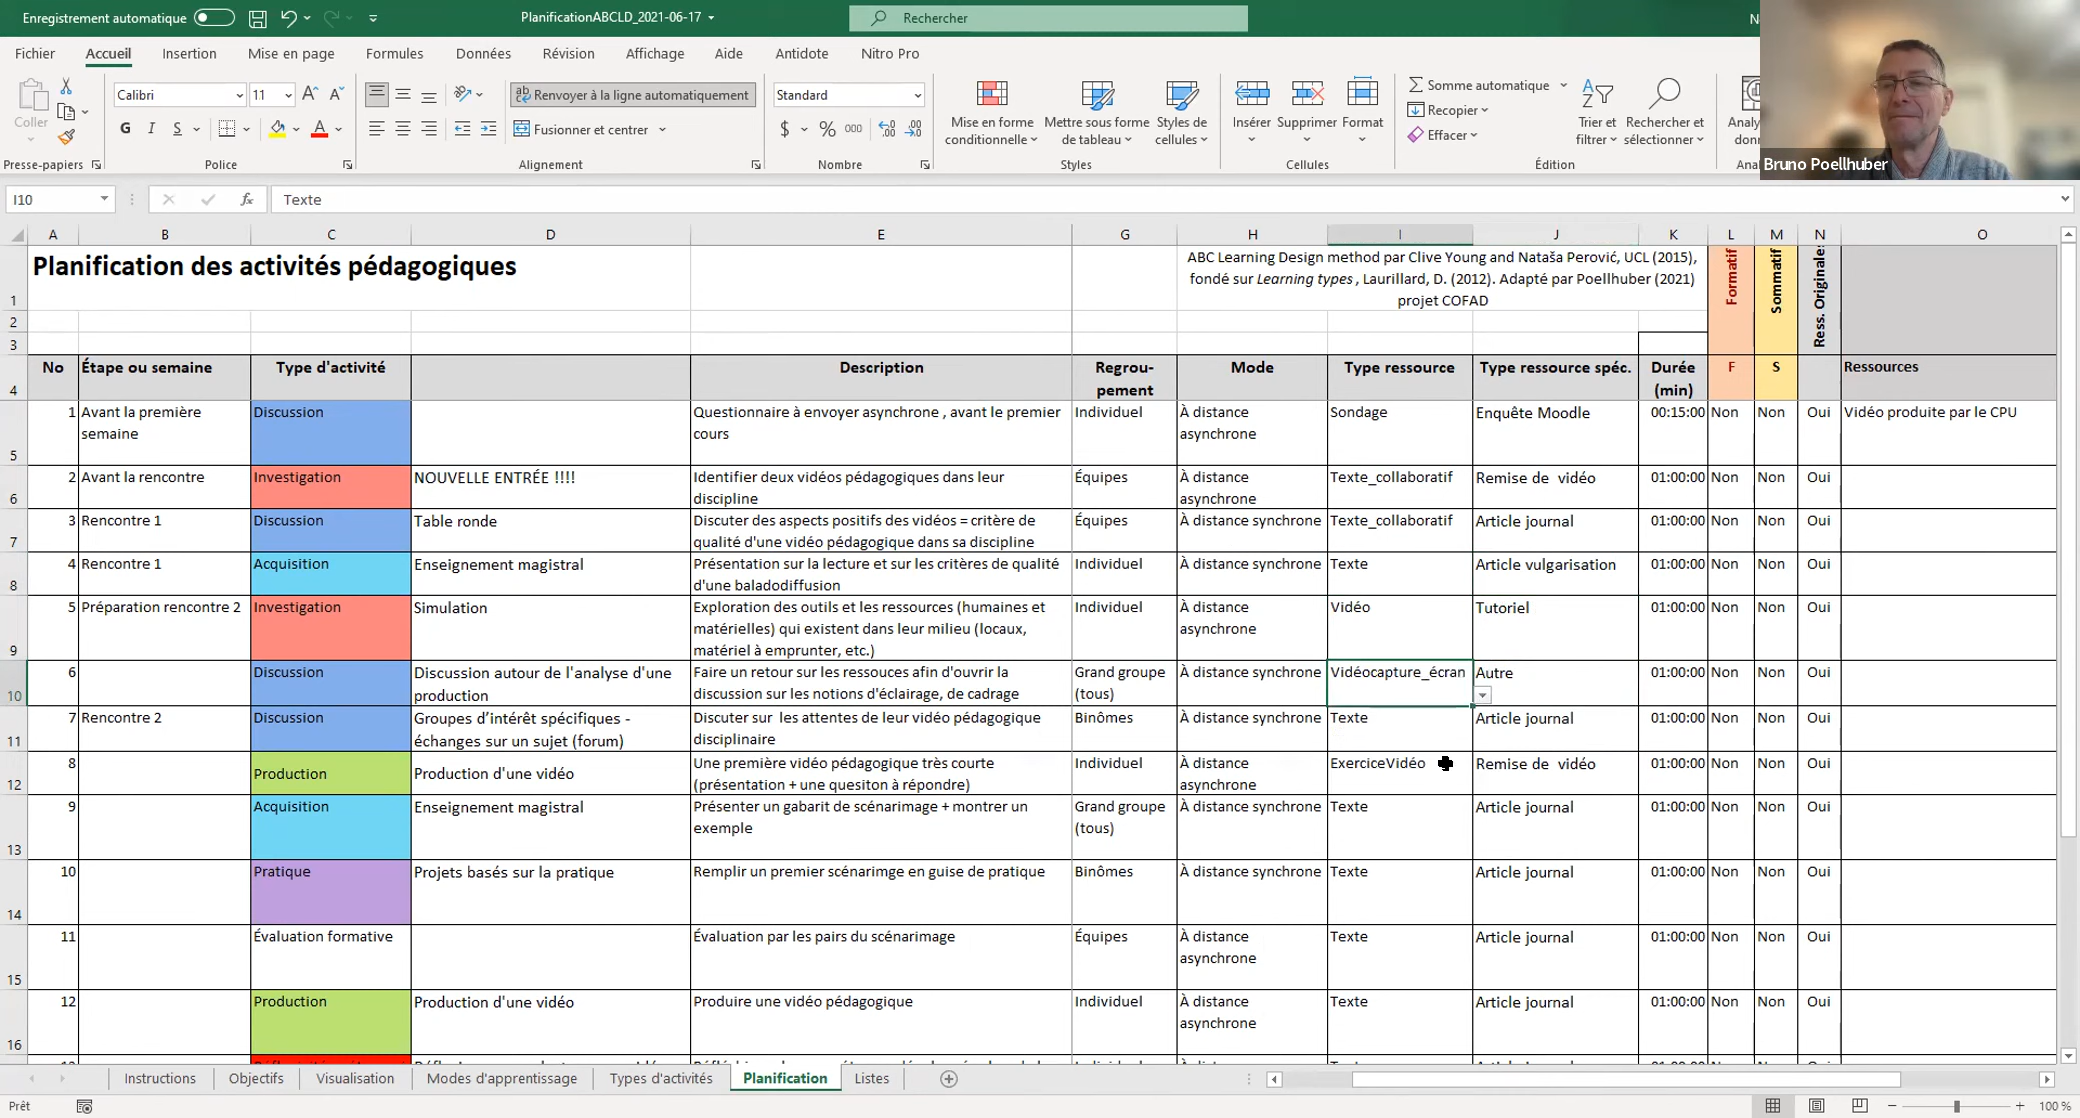 Enregistrement automatique
PlanificationABCLD_2021-06-17
Rechercher
Fichier Accueil Insertion Mise en page Formules Données Révision Affichage Aide Antidote Nitro Pro
Coller
Calibri 11
Renvoyer à la ligne automatiquement
Standard
Mise en forme conditionnelle
Mettre sous forme de tableau
Styles de cellules
Insérer Supprimer Format
Somme automatique
Recopier
Effacer
Trier et filtrer
Rechercher et sélectionner
G I S
Fusionner et centrer
$ % 000
Presse-papiers Police Alignement Nombre Styles Cellules Édition
Bruno Poellhuber
I10 fx Texte
A B C D E G H I J K L M N O
1 Planification des activités pédagogiques
ABC Learning Design method par Clive Young and Nataša Perović, UCL (2015),
fondé sur Learning types , Laurillard, D. (2012). Adapté par Poellhuber (2021)
projet COFAD
Formatif
Sommatif
Ress. Originales
2
3
4 No Étape ou semaine Type d'activité Description Regrou-pement Mode Type ressource Type ressource spéc. Durée (min) F S Ressources
5 1 Avant la première semaine Discussion Questionnaire à envoyer asynchrone , avant le premier cours Individuel À distance asynchrone Sondage Enquête Moodle 00:15:00 Non Non Oui Vidéo produite par le CPU
6 2 Avant la rencontre Investigation NOUVELLE ENTRÉE !!!! Identifier deux vidéos pédagogiques dans leur discipline Équipes À distance asynchrone Texte_collaboratif Remise de vidéo 01:00:00 Non Non Oui
7 3 Rencontre 1 Discussion Table ronde Discuter des aspects positifs des vidéos = critère de qualité d'une vidéo pédagogique dans sa discipline Équipes À distance synchrone Texte_collaboratif Article journal 01:00:00 Non Non Oui
8 4 Rencontre 1 Acquisition Enseignement magistral Présentation sur la lecture et sur les critères de qualité d'une baladodiffusion Individuel À distance synchrone Texte Article vulgarisation 01:00:00 Non Non Oui
9 5 Préparation rencontre 2 Investigation Simulation Exploration des outils et les ressources (humaines et matérielles) qui existent dans leur milieu (locaux, matériel à emprunter, etc.) Individuel À distance asynchrone Vidéo Tutoriel 01:00:00 Non Non Oui
10 6 Discussion Discussion autour de l'analyse d'une production Faire un retour sur les ressouces afin d'ouvrir la discussion sur les notions d'éclairage, de cadrage Grand groupe (tous) À distance synchrone Vidéocapture_écran Autre 01:00:00 Non Non Oui
11 7 Rencontre 2 Discussion Groupes d’intérêt spécifiques - échanges sur un sujet (forum) Discuter sur les attentes de leur vidéo pédagogique disciplinaire Binômes À distance synchrone Texte Article journal 01:00:00 Non Non Oui
12 8 Production Production d'une vidéo Une première vidéo pédagogique très courte (présentation + une quesiton à répondre) Individuel À distance asynchrone ExerciceVidéo Remise de vidéo 01:00:00 Non Non Oui
13 9 Acquisition Enseignement magistral Présenter un gabarit de scénarimage + montrer un exemple Grand groupe (tous) À distance synchrone Texte Article journal 01:00:00 Non Non Oui
14 10 Pratique Projets basés sur la pratique Remplir un premier scénarimge en guise de pratique Binômes À distance synchrone Texte Article journal 01:00:00 Non Non Oui
15 11 Évaluation formative Évaluation par les pairs du scénarimage Équipes À distance asynchrone Texte Article journal 01:00:00 Non Non Oui
16 12 Production Production d'une vidéo Produire une vidéo pédagogique Individuel À distance asynchrone Texte Article journal 01:00:00 Non Non Oui
Instructions Objectifs Visualisation Modes d'apprentissage Types d'activités Planification Listes
Prêt
100 %